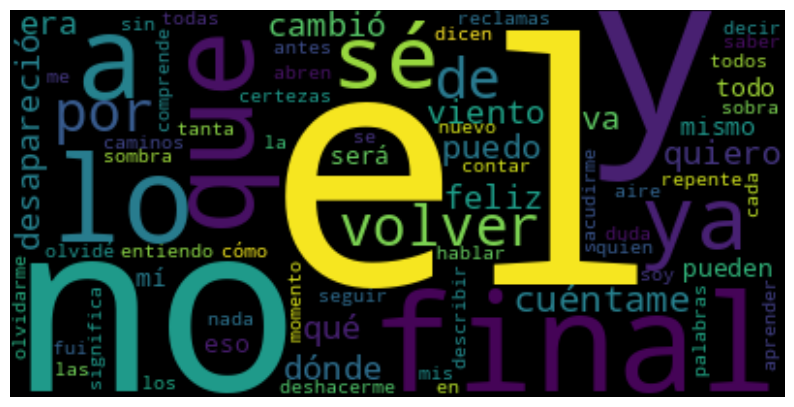 era
sin
todas
cambió
reclamas
decir
antes
dicen
saber
a
que
sé
el
y
desapareció
me
comprende
abren
de
todos
por
certezas
viento
todo
caminos
tanta
nuevo
va
sobra
sombra
la
se
puedo
mismo
lo
será
contar
quiero
feliz
sacudirme
repente
aire
cada
volver
ya
duda
olvidé
entiendo
cómo
hablar
quien
no
mí
soy
pueden
olvidarme
significa
momento
seguir
final
describir
cuéntame
nada
qué
palabras
aprender
fui
eso
las
dónde
los
deshacerme
mis
en